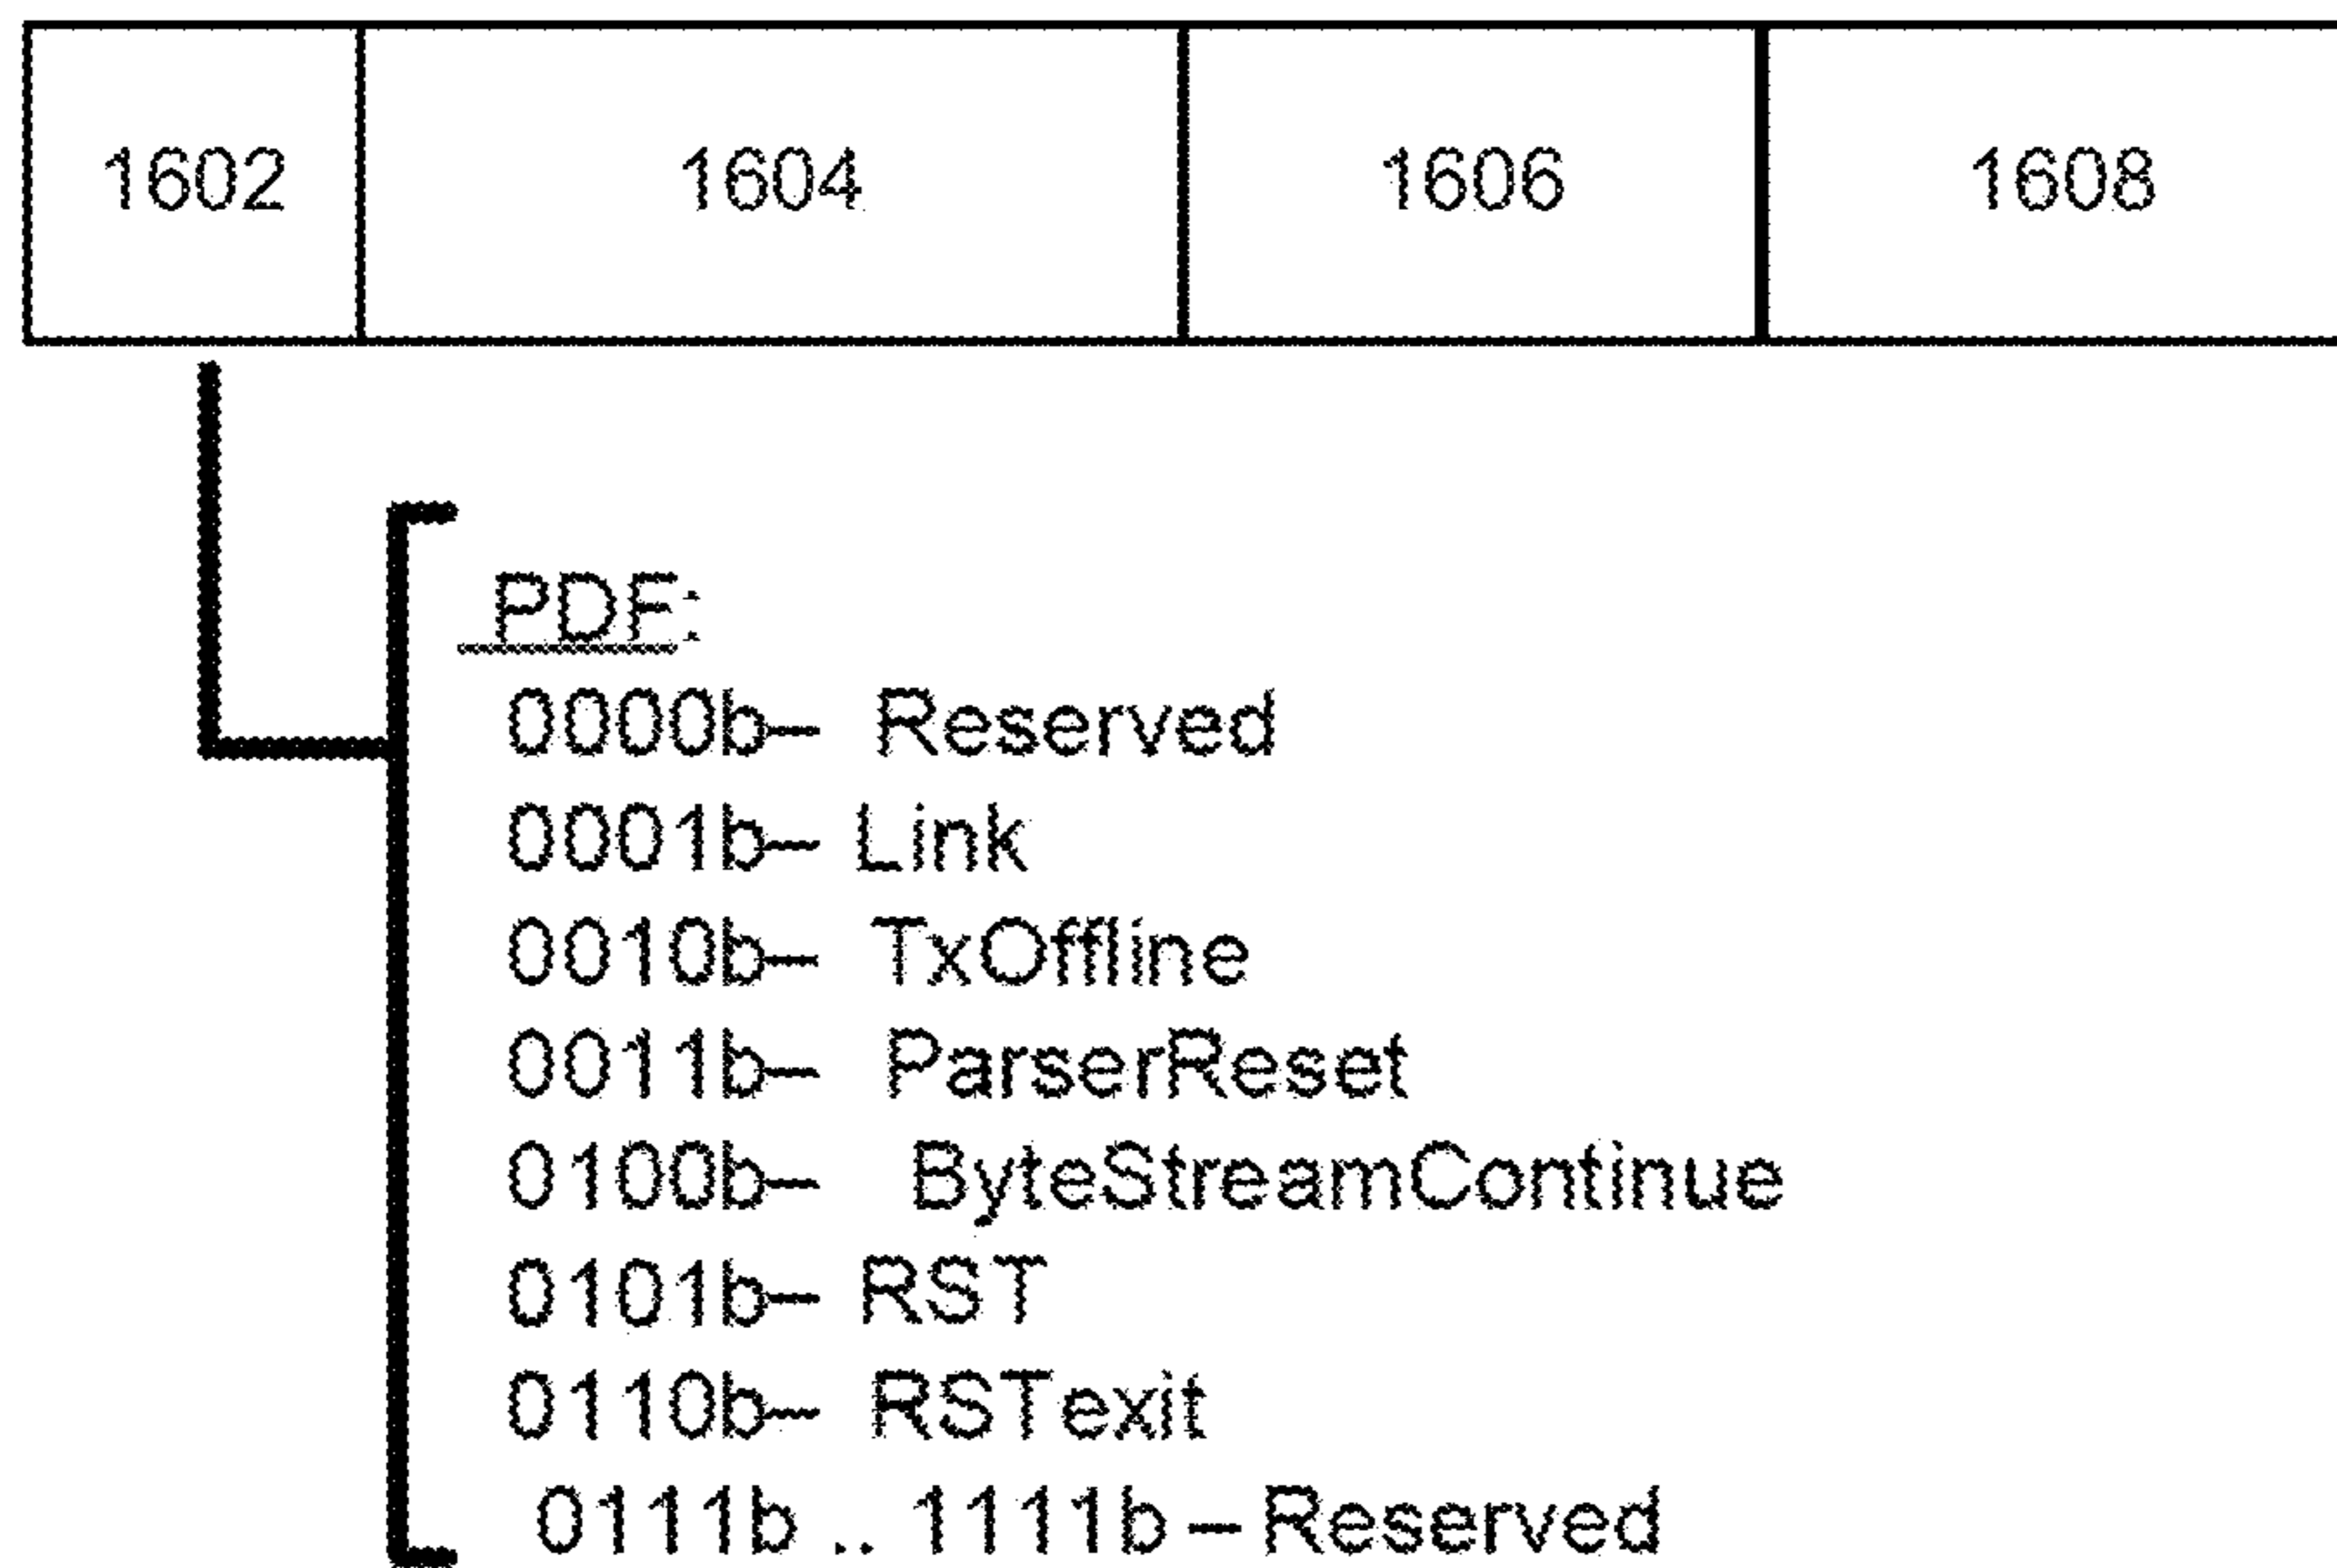 1602 1604 1606 1608
PDF:
0000b– Reserved
0001b– Link
0010b– TxOffline
0011b– ParserReset
0100b– ByteStreamContinue
0101b– RST
0110b– RSTexit
0111b .. 1111b – Reserved